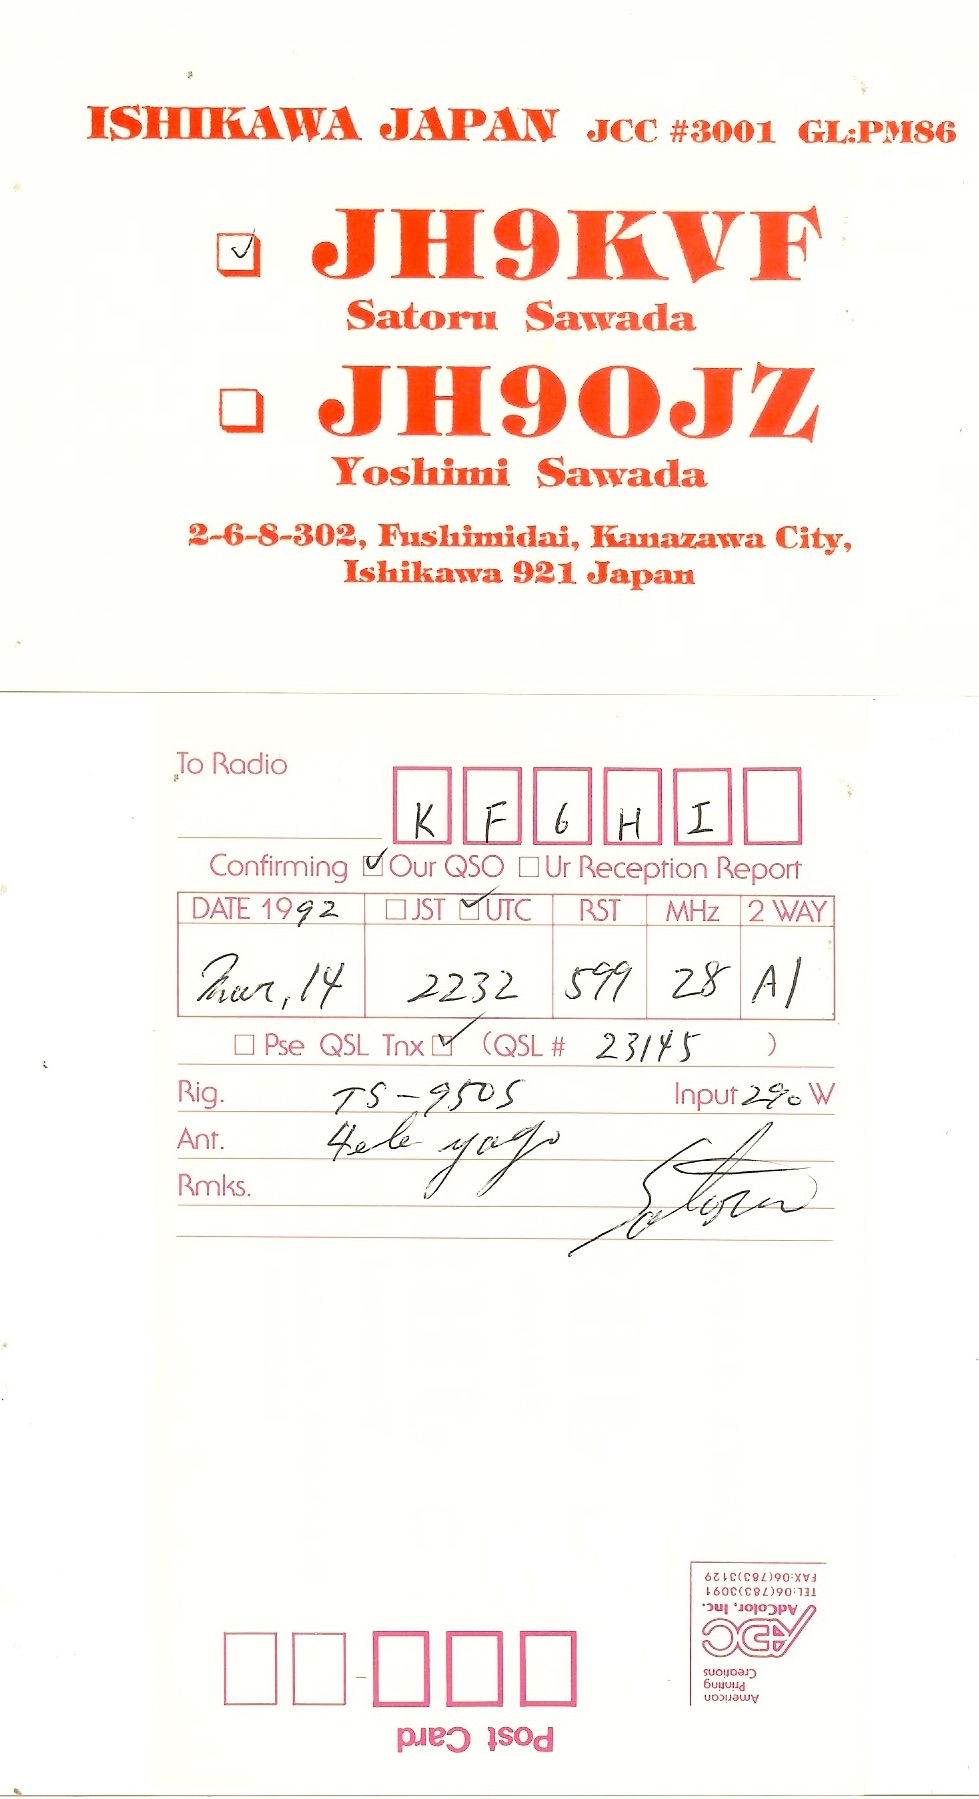 ISHIKAWA JAPAN JCC #3001 GL:PM86
JH9KVF
Satoru Sawada
JH9OJZ
Yoshimi Sawada
2-6-8-302, Fushimidai, Kanazawa City,
Ishikawa 921 Japan
To Radio
K F 6 H I
Confirming Our QSO Ur Reception Report
DATE 1992 JST UTC RST MHz 2 WAY
Mar, 14 2232 599 28 A1
Pse QSL Tnx (QSL # 23145 )
Rig. TS-950S Input W
Ant. 4ele yagi
Rmks. Satoru
FAX:06(783)3129
TEL:06(783)3091
AdColor, Inc.
ADC
American
Printing
Creations
Post Card